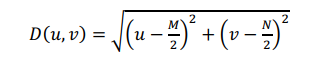 D(u, v) = √((u − M/2)² + (v − N/2)²)